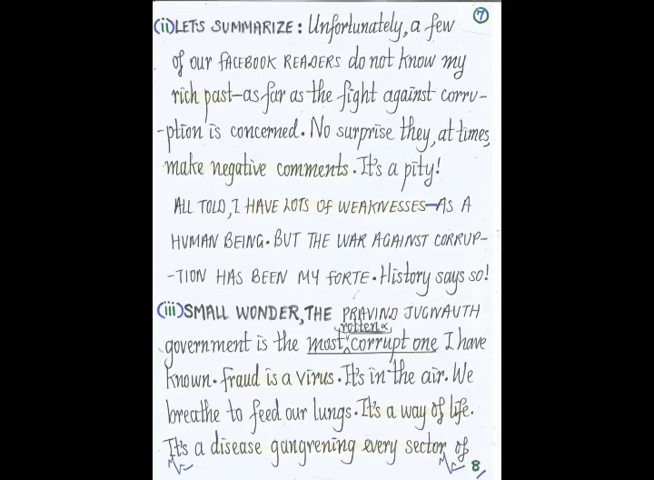 7
(ii) LET'S SUMMARIZE: Unfortunately, a few
of our FACEBOOK READERS do not know my
rich past—as far as the fight against corru-
-ption is concerned. No surprise they, at times,
make negative comments. It's a pity!
ALL TOLD, I HAVE LOTS OF WEAKNESSES—AS A
HUMAN BEING. BUT THE WAR AGAINST CORRUP-
-TION HAS BEEN MY FORTE. History says so!
(iii) SMALL WONDER, THE PRAVIND JUGNAUTH
rotten &
government is the most corrupt one I have
known. Fraud is a virus. It's in the air. We
breathe to feed our lungs. It's a way of life.
It's a disease gangrening every sector of
8